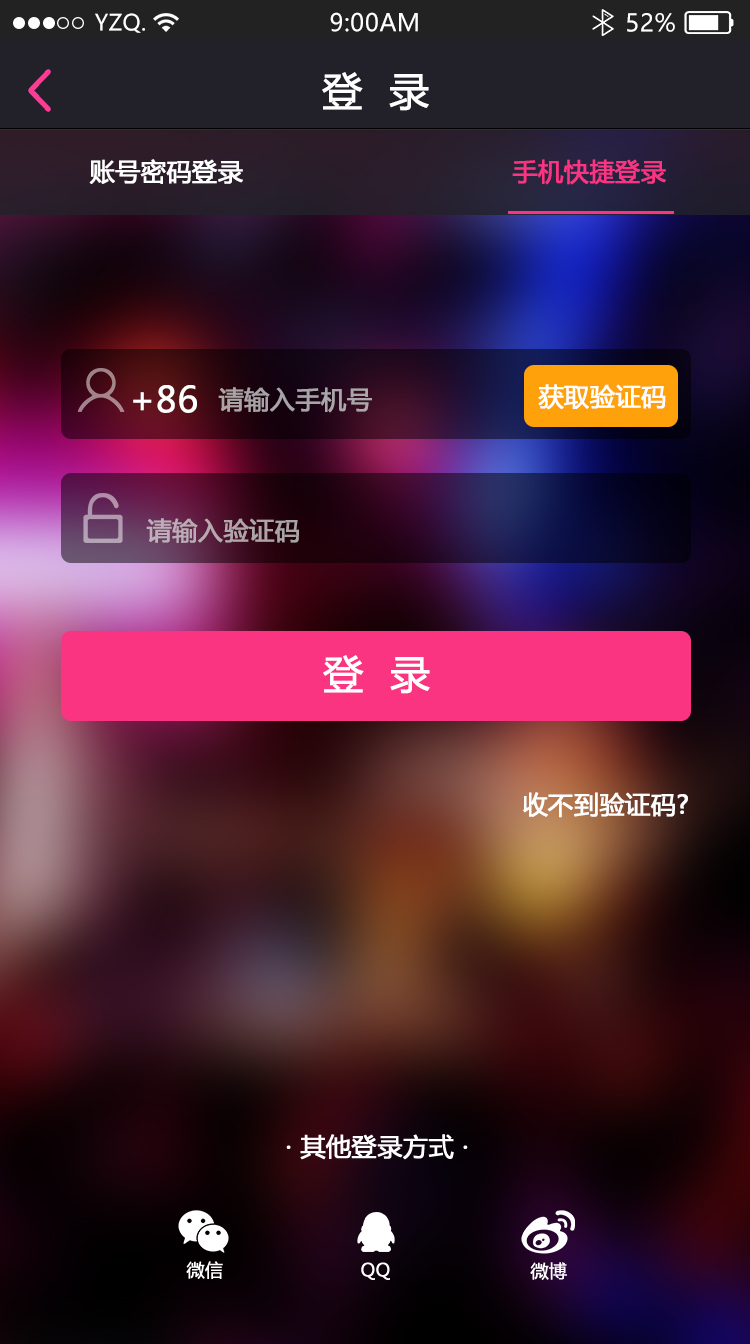 YZQ. 9:00AM 52%
登 录
账号密码登录 手机快捷登录
+86 请输入手机号 获取验证码
请输入验证码
登 录
收不到验证码?
· 其他登录方式 ·
微信 QQ 微博